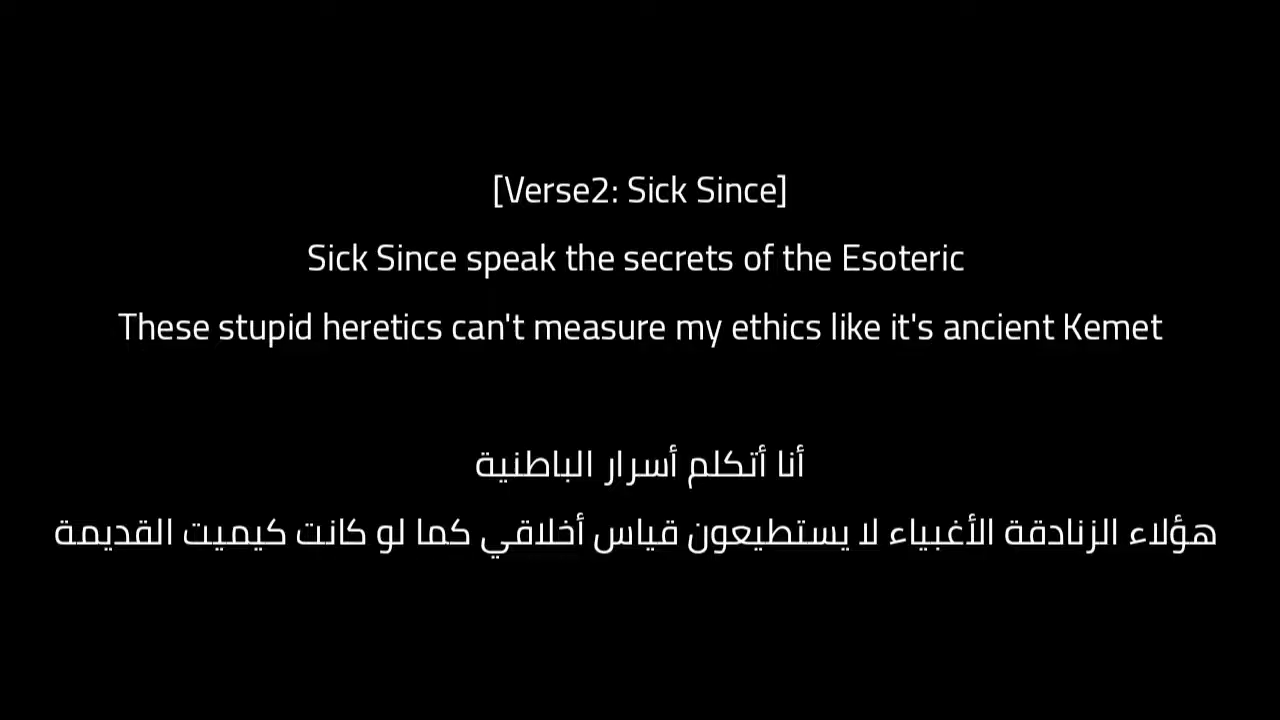 [Verse2: Sick Since]
Sick Since speak the secrets of the Esoteric
These stupid heretics can't measure my ethics like it's ancient Kemet
أنا أتكلم أسرار الباطنية
هؤلاء الزنادقة الأغبياء لا يستطيعون قياس أخلاقي كما لو كانت كيميت القديمة